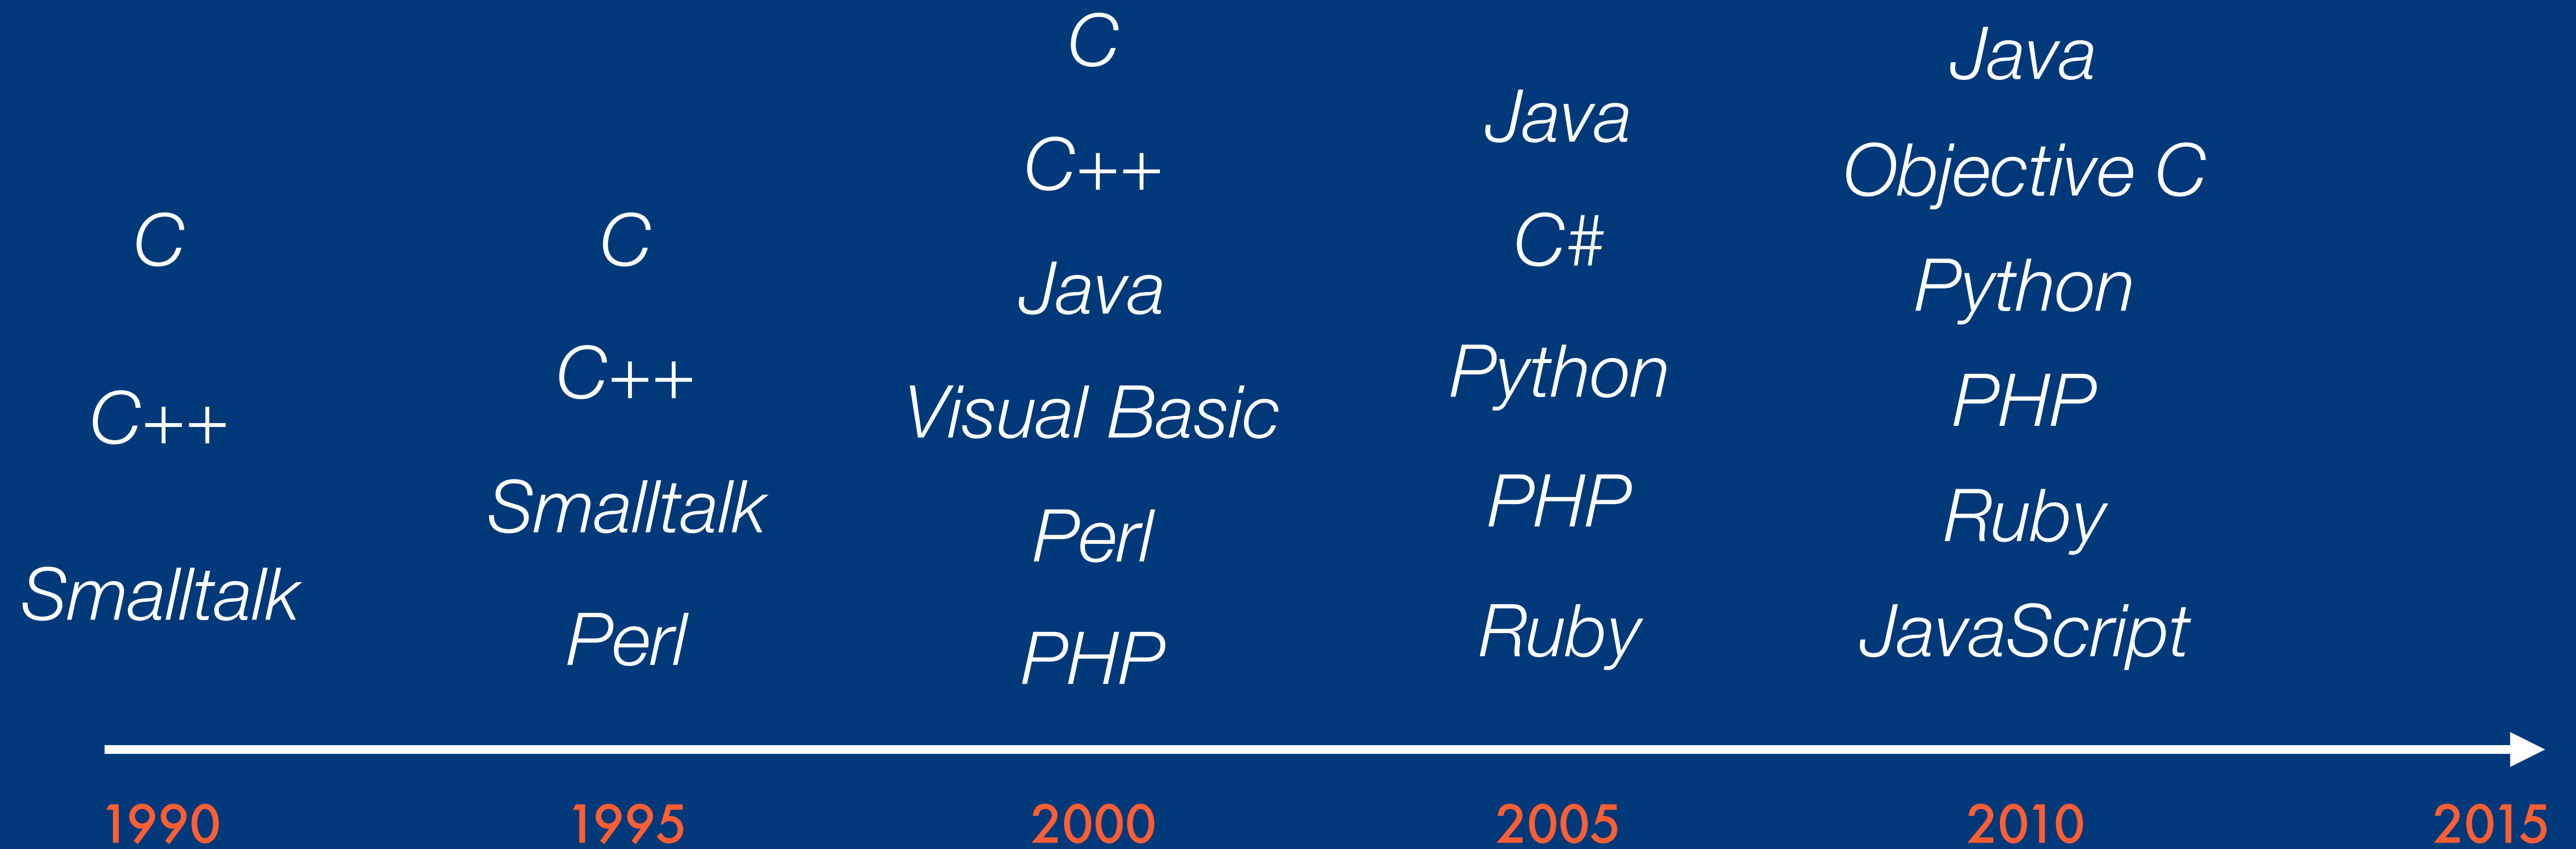 C
C++
Smalltalk
C
C++
Smalltalk
Perl
C
C++
Java
Visual Basic
Perl
PHP
Java
C#
Python
PHP
Ruby
Java
Objective C
Python
PHP
Ruby
JavaScript
1990 1995 2000 2005 2010 2015